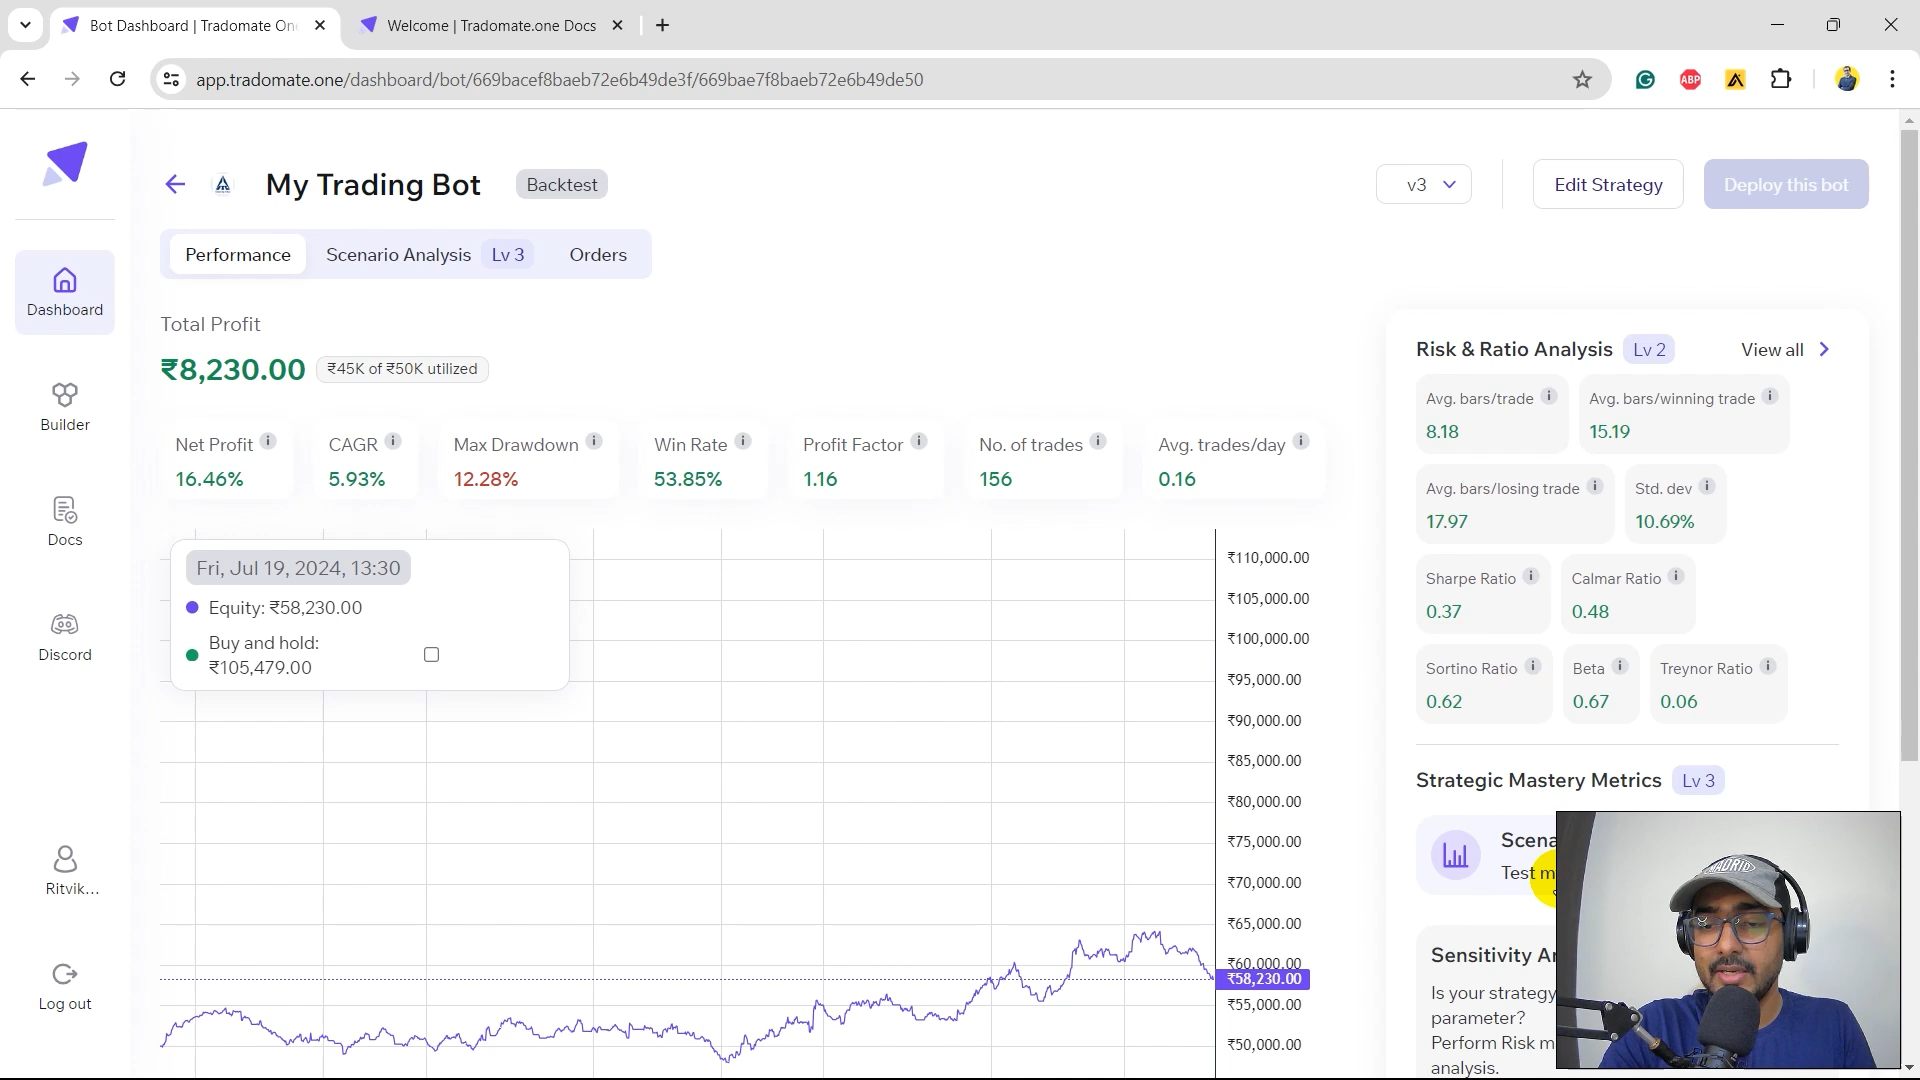 Bot Dashboard | Tradomate On
Welcome | Tradomate.one Docs
app.tradomate.one/dashboard/bot/669bacef8baeb72e6b49de3f/669bae7f8baeb72e6b49de50
ABP
My Trading Bot
Backtest
v3
Edit Strategy
Deploy this bot
Performance
Scenario Analysis Lv 3
Orders
Dashboard
Builder
Docs
Discord
Ritvik...
Log out
Total Profit
₹8,230.00
₹45K of ₹50K utilized
Net Profit
16.46%
CAGR
5.93%
Max Drawdown
12.28%
Win Rate
53.85%
Profit Factor
1.16
No. of trades
156
Avg. trades/day
0.16
Fri, Jul 19, 2024, 13:30
Equity: ₹58,230.00
Buy and hold:
₹105,479.00
₹110,000.00
₹105,000.00
₹100,000.00
₹95,000.00
₹90,000.00
₹85,000.00
₹80,000.00
₹75,000.00
₹70,000.00
₹65,000.00
₹60,000.00
₹58,230.00
₹55,000.00
₹50,000.00
Risk & Ratio Analysis Lv 2
View all
Avg. bars/trade
8.18
Avg. bars/winning trade
15.19
Avg. bars/losing trade
17.97
Std. dev
10.69%
Sharpe Ratio
0.37
Calmar Ratio
0.48
Sortino Ratio
0.62
Beta
0.67
Treynor Ratio
0.06
Strategic Mastery Metrics Lv 3
Scena
Test m
Sensitivity An
Is your strategy
parameter?
Perform Risk m
analysis.
MADRID